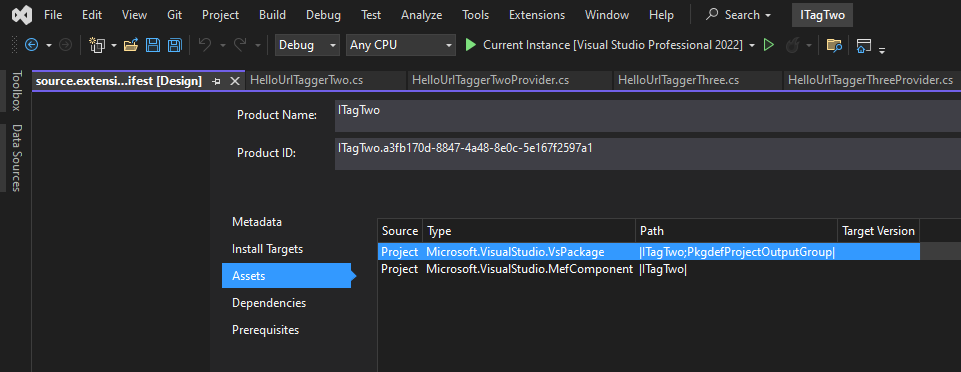 File Edit View Git Project Build Debug Test Analyze Tools Extensions Window Help Search ITagTwo
Debug Any CPU Current Instance [Visual Studio Professional 2022]
Toolbox
Data Sources
source.extensi...ifest [Design] HelloUrlTaggerTwo.cs HelloUrlTaggerTwoProvider.cs HelloUrlTaggerThree.cs HelloUrlTaggerThreeProvider.cs
Product Name: ITagTwo
Product ID: ITagTwo.a3fb170d-8847-4a48-8e0c-5e167f2597a1
Metadata
Install Targets
Assets
Dependencies
Prerequisites
Source Type Path Target Version
Project Microsoft.VisualStudio.VsPackage |ITagTwo;PkgdefProjectOutputGroup|
Project Microsoft.VisualStudio.MefComponent |ITagTwo|